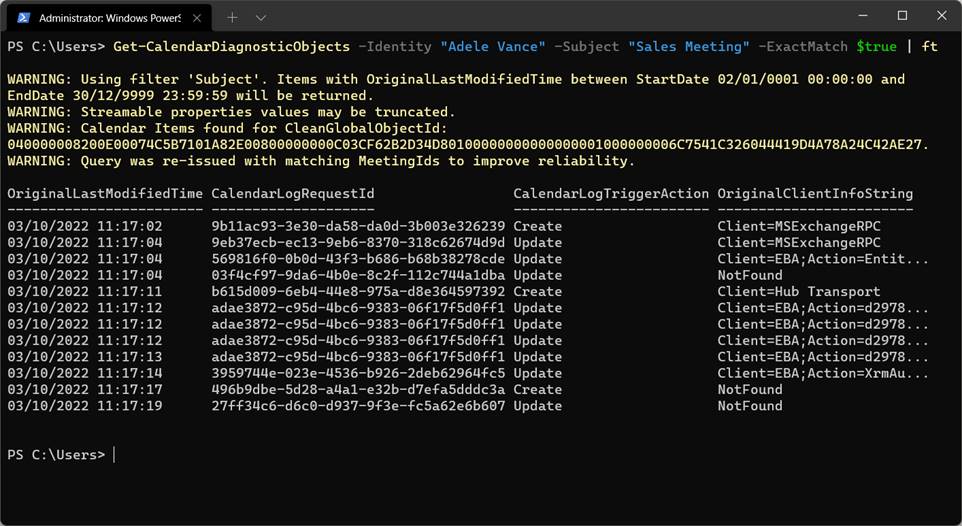 Administrator: Windows PowerS
PS C:\Users> Get-CalendarDiagnosticObjects -Identity "Adele Vance" -Subject "Sales Meeting" -ExactMatch $true | ft
WARNING: Using filter 'Subject'. Items with OriginalLastModifiedTime between StartDate 02/01/0001 00:00:00 and
EndDate 30/12/9999 23:59:59 will be returned.
WARNING: Streamable properties values may be truncated.
WARNING: Calendar Items found for CleanGlobalObjectId:
040000008200E00074C5B7101A82E00800000000C03CF62B2D34D8010000000000000000100000006C7541C326044419D4A78A24C42AE27.
WARNING: Query was re-issued with matching MeetingIds to improve reliability.
OriginalLastModifiedTime CalendarLogRequestId CalendarLogTriggerAction OriginalClientInfoString
------------------------ -------------------- ------------------------ ------------------------
03/10/2022 11:17:02 9b11ac93-3e30-da58-da0d-3b003e326239 Create Client=MSExchangeRPC
03/10/2022 11:17:04 9eb37ecb-ec13-9eb6-8370-318c62674d9d Update Client=MSExchangeRPC
03/10/2022 11:17:04 569816f0-0b0d-43f3-b686-b68b38278cde Update Client=EBA;Action=Entit...
03/10/2022 11:17:04 03f4cf97-9da6-4b0e-8c2f-112c744a1dba Update NotFound
03/10/2022 11:17:11 b615d009-6eb4-44e8-975a-d8e364597392 Create Client=Hub Transport
03/10/2022 11:17:12 adae3872-c95d-4bc6-9383-06f17f5d0ff1 Update Client=EBA;Action=d2978...
03/10/2022 11:17:12 adae3872-c95d-4bc6-9383-06f17f5d0ff1 Update Client=EBA;Action=d2978...
03/10/2022 11:17:12 adae3872-c95d-4bc6-9383-06f17f5d0ff1 Update Client=EBA;Action=d2978...
03/10/2022 11:17:13 adae3872-c95d-4bc6-9383-06f17f5d0ff1 Update Client=EBA;Action=d2978...
03/10/2022 11:17:14 3959744e-023e-4536-b926-2deb62964fc5 Update Client=EBA;Action=XrmAu...
03/10/2022 11:17:17 496b9dbe-5d28-a4a1-e32b-d7efa5dddc3a Create NotFound
03/10/2022 11:17:19 27ff34c6-d6c0-d937-9f3e-fc5a62e6b607 Update NotFound
PS C:\Users>